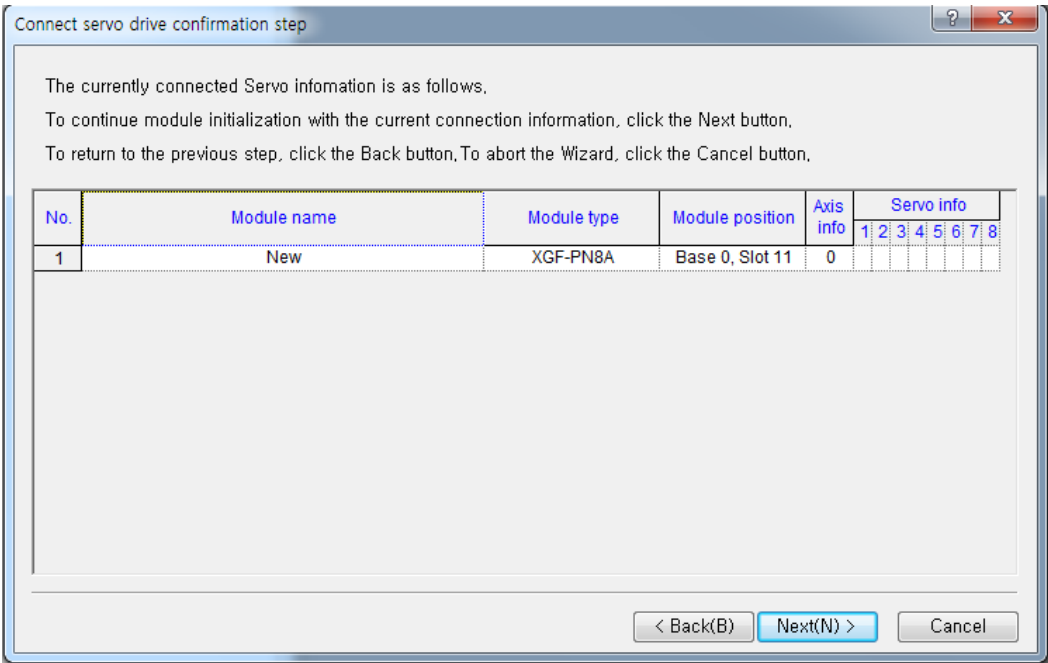 Connect servo drive confirmation step
The currently connected Servo infomation is as follows,
To continue module initialization with the current connection information, click the Next button,
To return to the previous step, click the Back button,To abort the Wizard, click the Cancel button,
No. Module name Module type Module position Axis info Servo info
1 2 3 4 5 6 7 8
1 New XGF-PN8A Base 0, Slot 11 0
< Back(B) Next(N) > Cancel